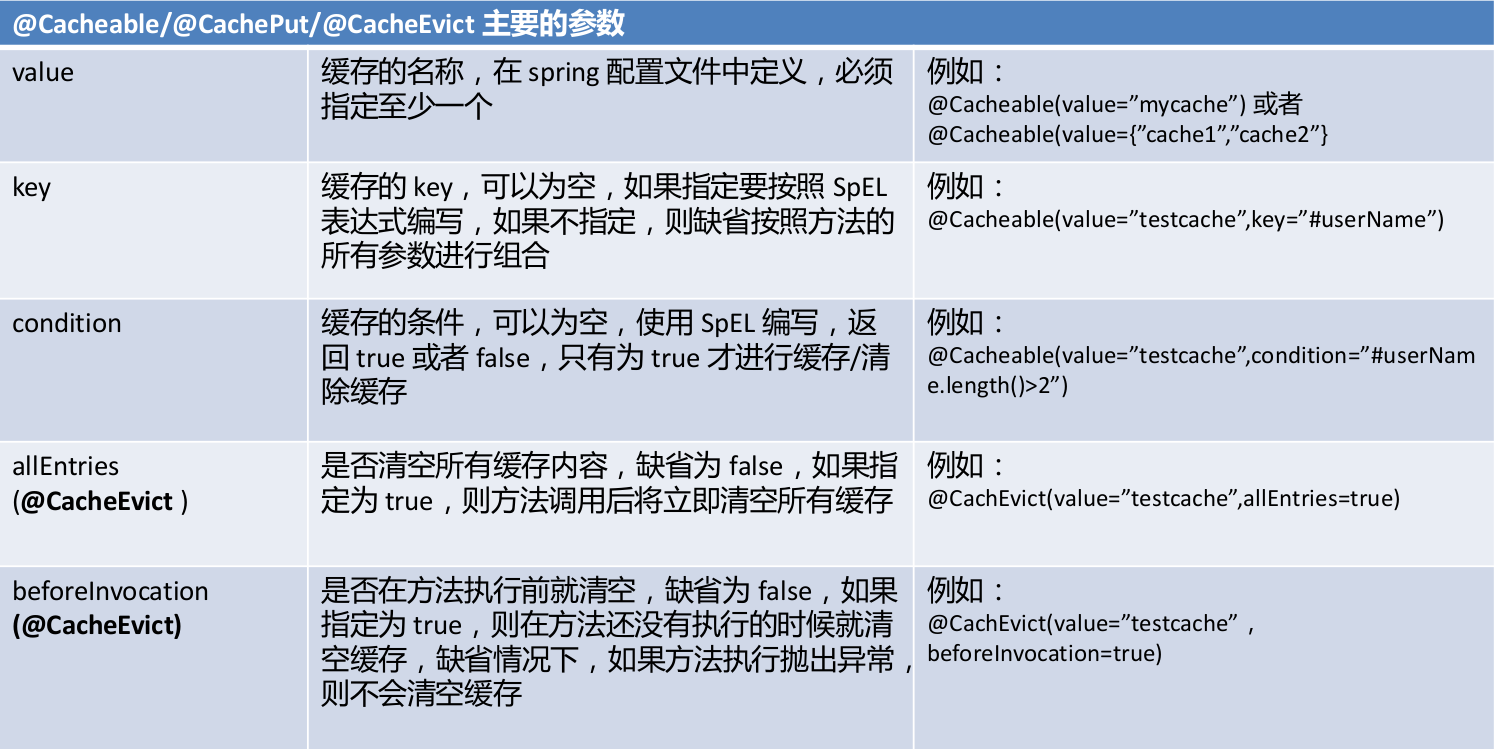 @Cacheable/@CachePut/@CacheEvict 主要的参数
value
缓存的名称，在 spring 配置文件中定义，必须
指定至少一个
例如：
@Cacheable(value=”mycache”) 或者
@Cacheable(value={”cache1”,”cache2”}
key
缓存的 key，可以为空，如果指定要按照 SpEL
表达式编写，如果不指定，则缺省按照方法的
所有参数进行组合
例如：
@Cacheable(value=”testcache”,key=”#userName”)
condition
缓存的条件，可以为空，使用 SpEL 编写，返
回 true 或者 false，只有为 true 才进行缓存/清
除缓存
例如：
@Cacheable(value=”testcache”,condition=”#userNam
e.length()>2”)
allEntries
(@CacheEvict )
是否清空所有缓存内容，缺省为 false，如果指
定为 true，则方法调用后将立即清空所有缓存
例如：
@CachEvict(value=”testcache”,allEntries=true)
beforeInvocation
(@CacheEvict)
是否在方法执行前就清空，缺省为 false，如果
指定为 true，则在方法还没有执行的时候就清
空缓存，缺省情况下，如果方法执行抛出异常，
则不会清空缓存
例如：
@CachEvict(value=”testcache”，
beforeInvocation=true)